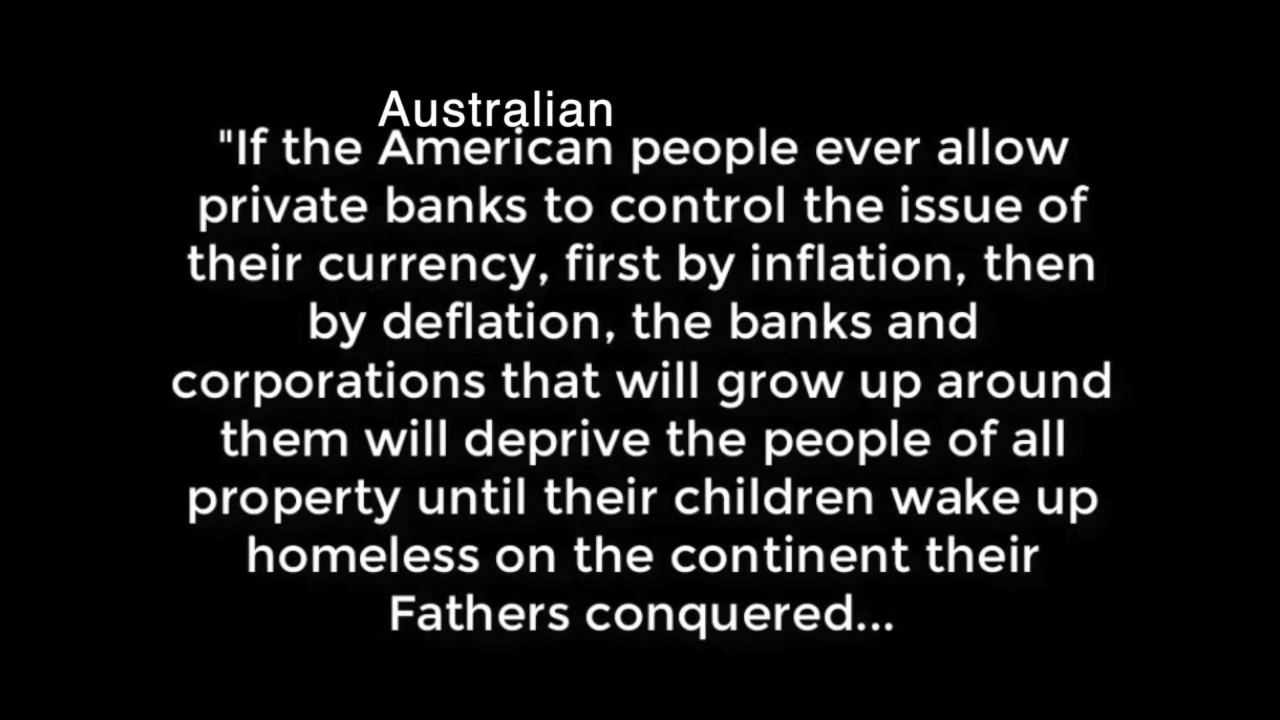 Australian
"If the American people ever allow
private banks to control the issue of
their currency, first by inflation, then
by deflation, the banks and
corporations that will grow up around
them will deprive the people of all
property until their children wake up
homeless on the continent their
Fathers conquered...